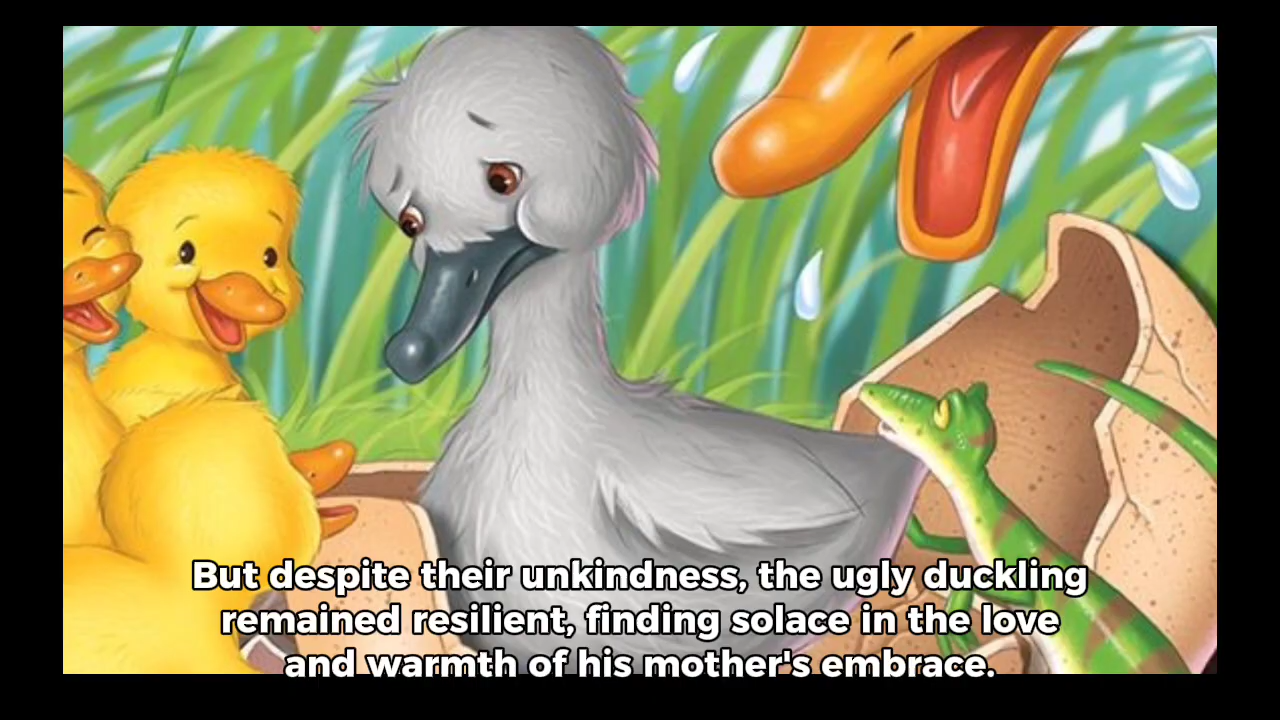 But despite their unkindness, the ugly duckling
remained resilient, finding solace in the love
and warmth of his mother's embrace.